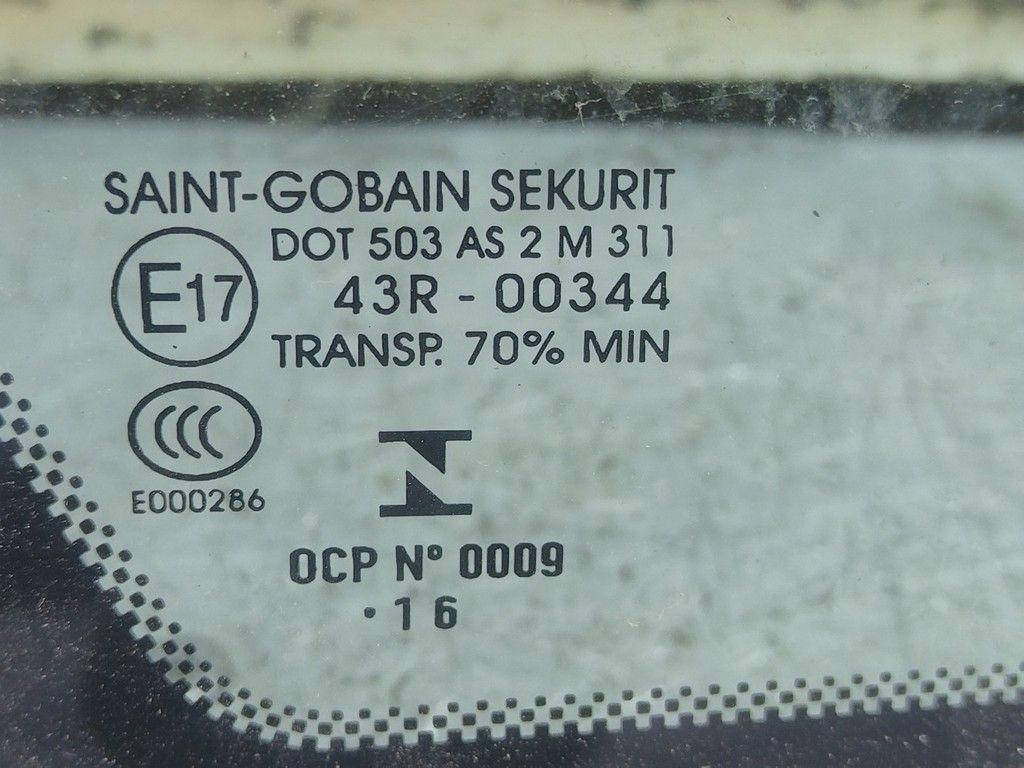 SAINT-GOBAIN SEKURIT
DOT 503 AS 2 M 311
E17
43R - 00344
TRANSP. 70% MIN
CCC
E000286
OCP Nº 0009
·16